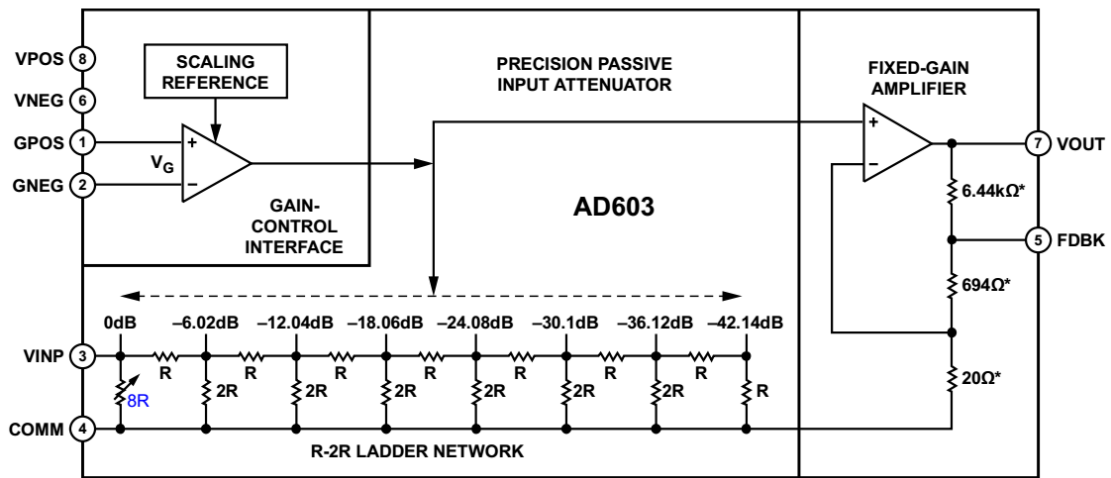 VPOS
8
SCALING
REFERENCE
PRECISION PASSIVE
INPUT ATTENUATOR
FIXED-GAIN
AMPLIFIER
VNEG
6
GPOS
1
+
VG
GNEG
2
–
GAIN-
CONTROL
INTERFACE
AD603
+
–
7
VOUT
6.44kΩ*
5
FDBK
694Ω*
20Ω*
0dB
–6.02dB
–12.04dB
–18.06dB
–24.08dB
–30.1dB
–36.12dB
–42.14dB
VINP
3
R
R
R
R
R
R
R
8R
2R
2R
2R
2R
2R
2R
R
COMM
4
R-2R LADDER NETWORK